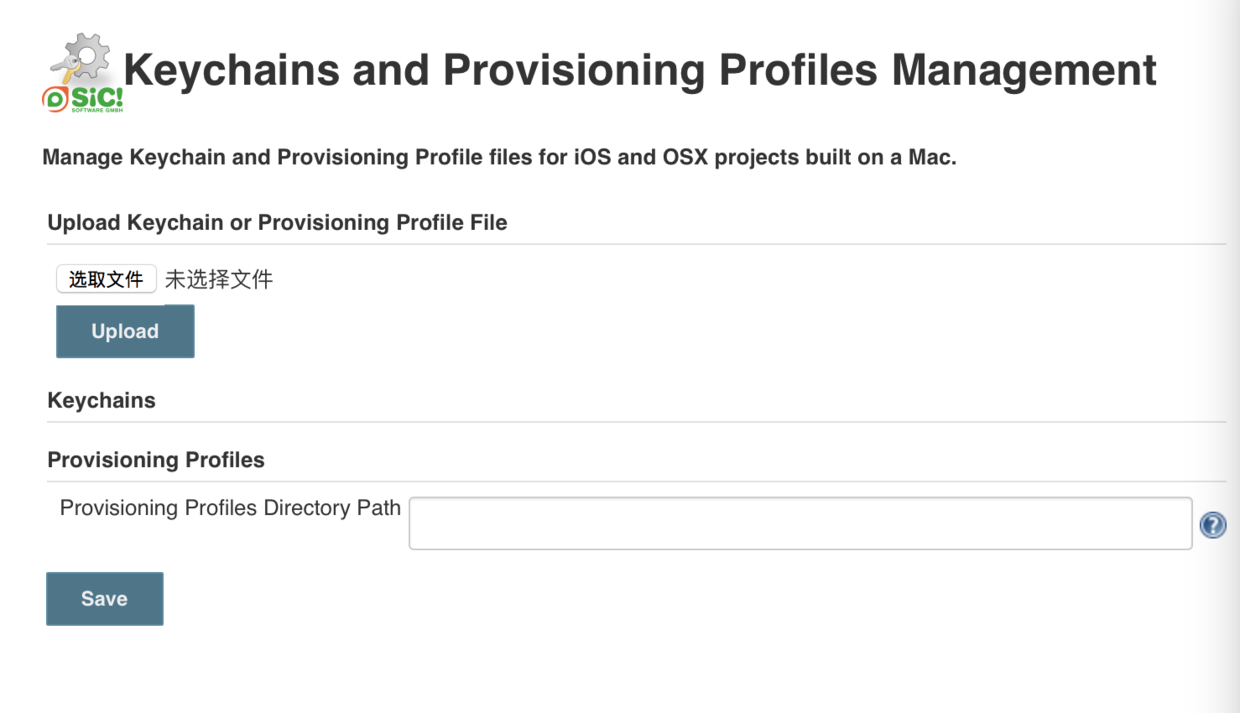 Keychains and Provisioning Profiles Management
SiC!
SOFTWARE GMBH
Manage Keychain and Provisioning Profile files for iOS and OSX projects built on a Mac.
Upload Keychain or Provisioning Profile File
选取文件 未选择文件
Upload
Keychains
Provisioning Profiles
Provisioning Profiles Directory Path
?
Save